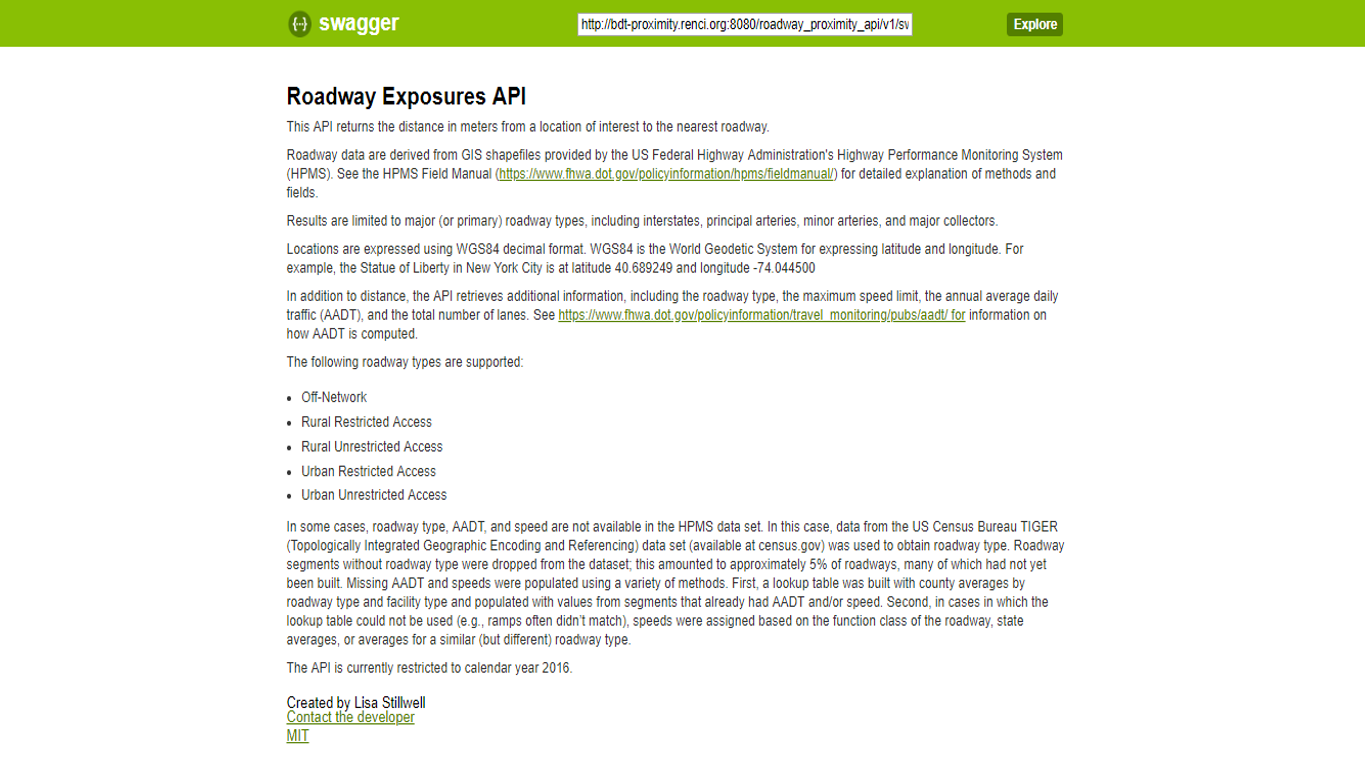 swagger
http://bdt-proximity.renci.org:8080/roadway_proximity_api/v1/sw
Explore
Roadway Exposures API
This API returns the distance in meters from a location of interest to the nearest roadway.
Roadway data are derived from GIS shapefiles provided by the US Federal Highway Administration's Highway Performance Monitoring System
(HPMS). See the HPMS Field Manual (https://www.fhwa.dot.gov/policyinformation/hpms/fieldmanual/) for detailed explanation of methods and
fields.
Results are limited to major (or primary) roadway types, including interstates, principal arteries, minor arteries, and major collectors.
Locations are expressed using WGS84 decimal format. WGS84 is the World Geodetic System for expressing latitude and longitude. For
example, the Statue of Liberty in New York City is at latitude 40.689249 and longitude -74.044500
In addition to distance, the API retrieves additional information, including the roadway type, the maximum speed limit, the annual average daily
traffic (AADT), and the total number of lanes. See https://www.fhwa.dot.gov/policyinformation/travel_monitoring/pubs/aadt/ for information on
how AADT is computed.
The following roadway types are supported:
• Off-Network
• Rural Restricted Access
• Rural Unrestricted Access
• Urban Restricted Access
• Urban Unrestricted Access
In some cases, roadway type, AADT, and speed are not available in the HPMS data set. In this case, data from the US Census Bureau TIGER
(Topologically Integrated Geographic Encoding and Referencing) data set (available at census.gov) was used to obtain roadway type. Roadway
segments without roadway type were dropped from the dataset; this amounted to approximately 5% of roadways, many of which had not yet
been built. Missing AADT and speeds were populated using a variety of methods. First, a lookup table was built with county averages by
roadway type and facility type and populated with values from segments that already had AADT and/or speed. Second, in cases in which the
lookup table could not be used (e.g., ramps often didn't match), speeds were assigned based on the function class of the roadway, state
averages, or averages for a similar (but different) roadway type.
The API is currently restricted to calendar year 2016.
Created by Lisa Stillwell
Contact the developer
MIT